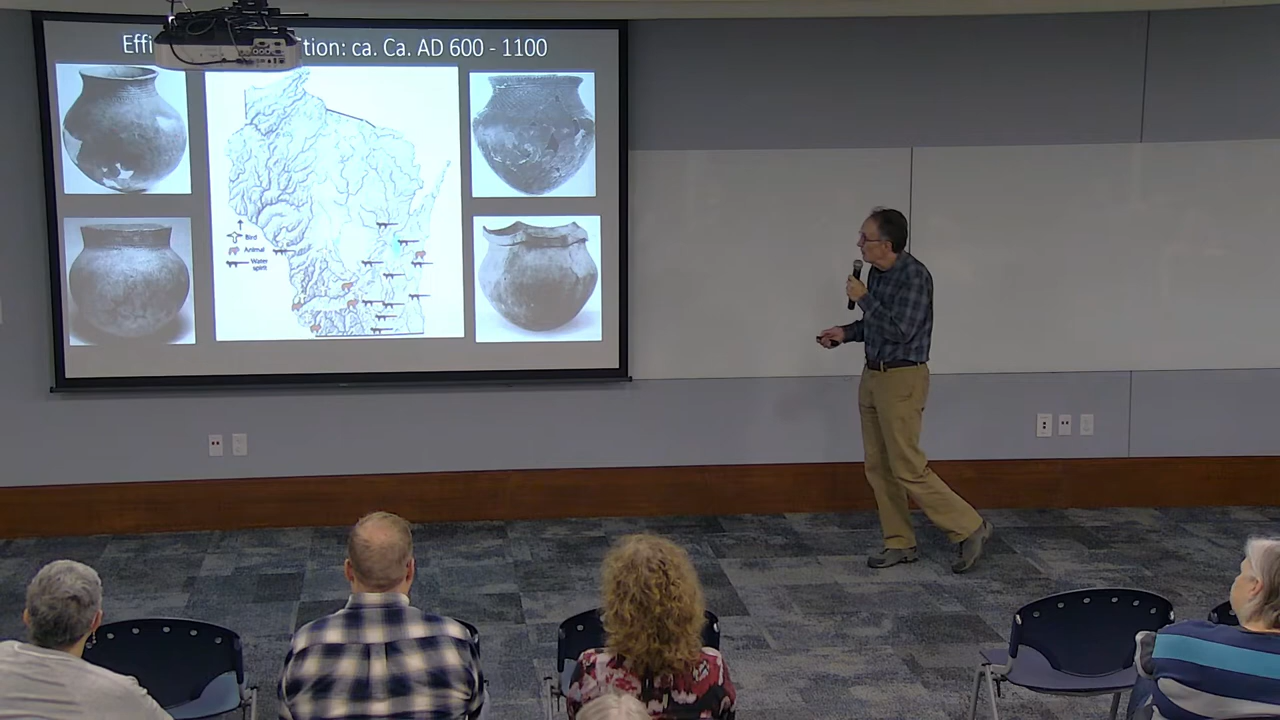 Effi tion: ca. Ca. AD 600 - 1100
Bird
Animal
Water
spirit